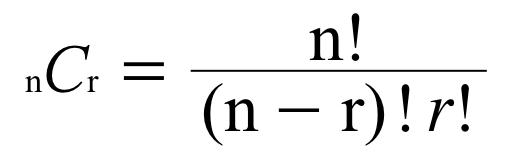 nCr = n! / (n − r)! r!